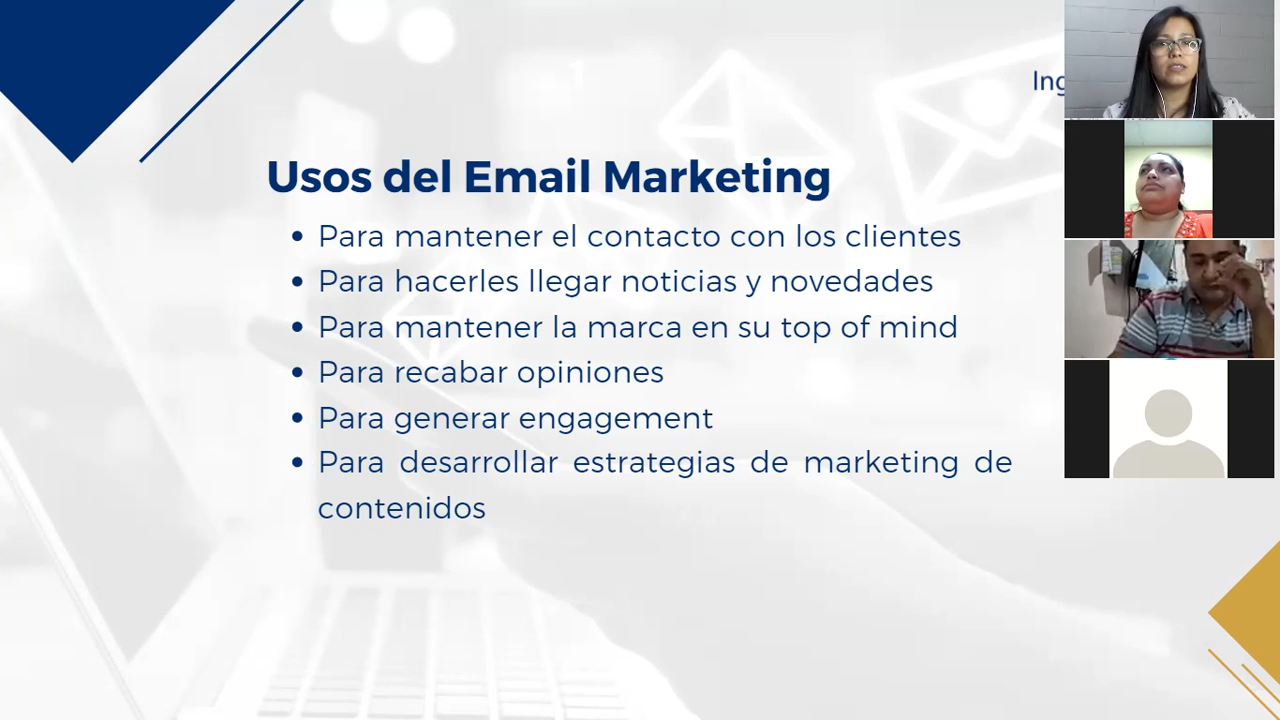 Usos del Email Marketing
• Para mantener el contacto con los clientes
• Para hacerles llegar noticias y novedades
• Para mantener la marca en su top of mind
• Para recabar opiniones
• Para generar engagement
• Para desarrollar estrategias de marketing de
contenidos